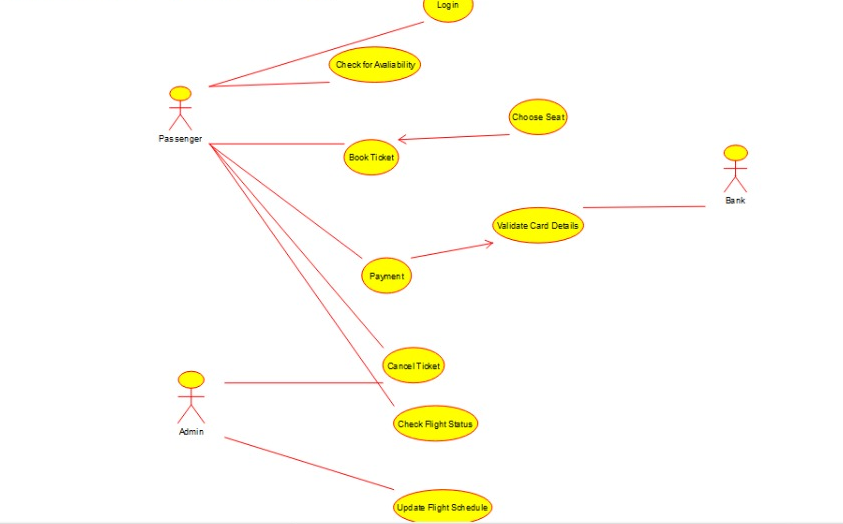 Login
Check for Avaliability
Choose Seat
Passenger
Book Ticket
Bank
Validate Card Details
Payment
Cancel Ticket
Check Flight Status
Admin
Update Flight Schedule